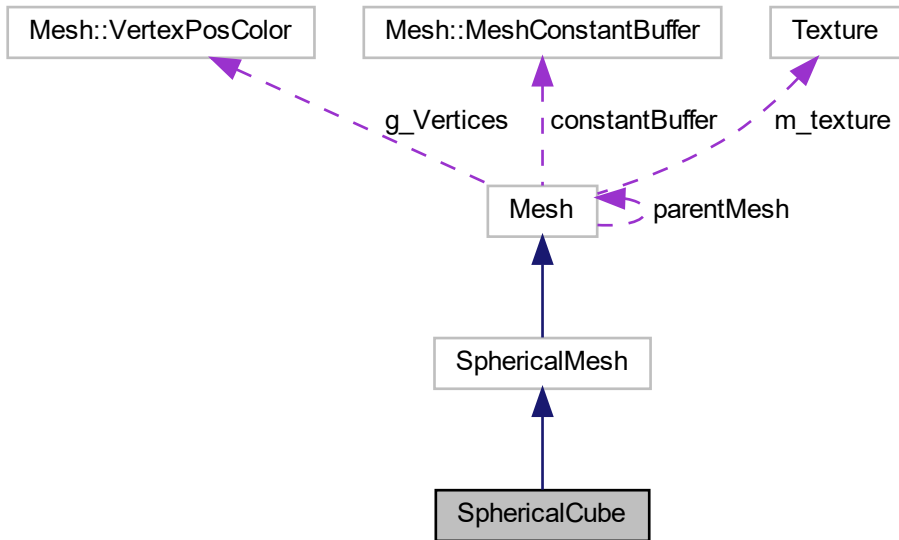 Mesh::VertexPosColor
Mesh::MeshConstantBuffer
Texture
g_Vertices
constantBuffer
m_texture
Mesh
parentMesh
SphericalMesh
SphericalCube